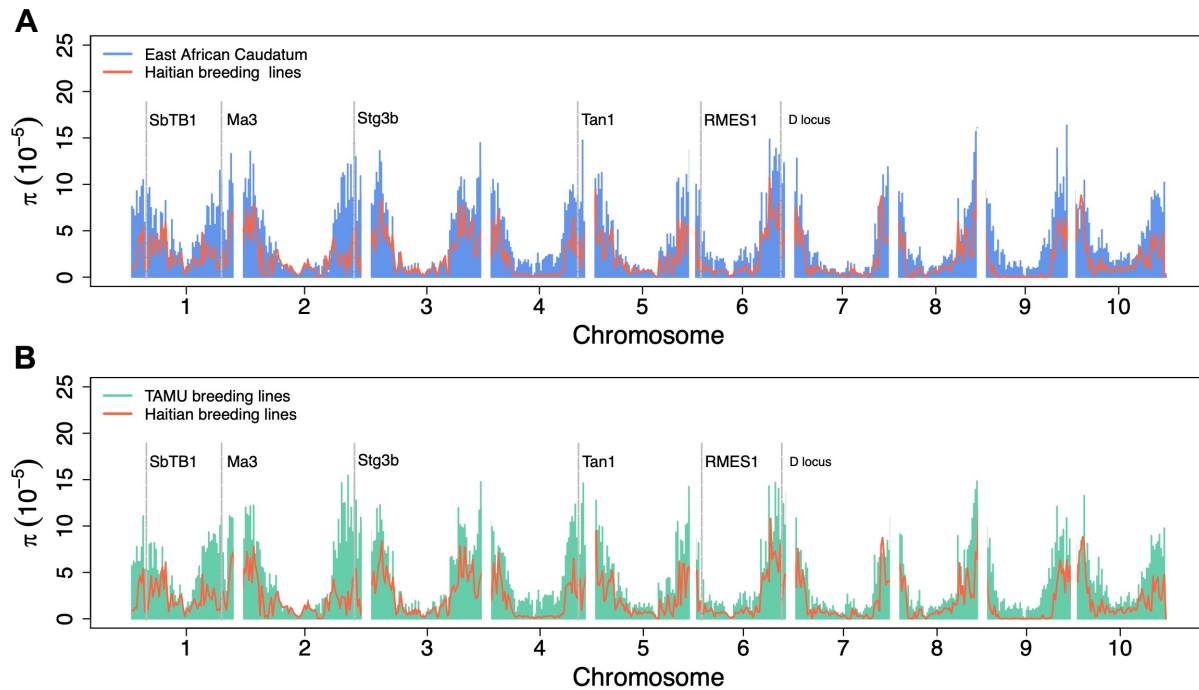 A
25
20
15
10
5
0
π (10⁻⁵)
East African Caudatum
Haitian breeding  lines
SbTB1 Ma3 Stg3b Tan1 RMES1 D locus
1 2 3 4 5 6 7 8 9 10
Chromosome
B
25
20
15
10
5
0
π (10⁻⁵)
TAMU breeding lines
Haitian breeding lines
SbTB1 Ma3 Stg3b Tan1 RMES1 D locus
1 2 3 4 5 6 7 8 9 10
Chromosome